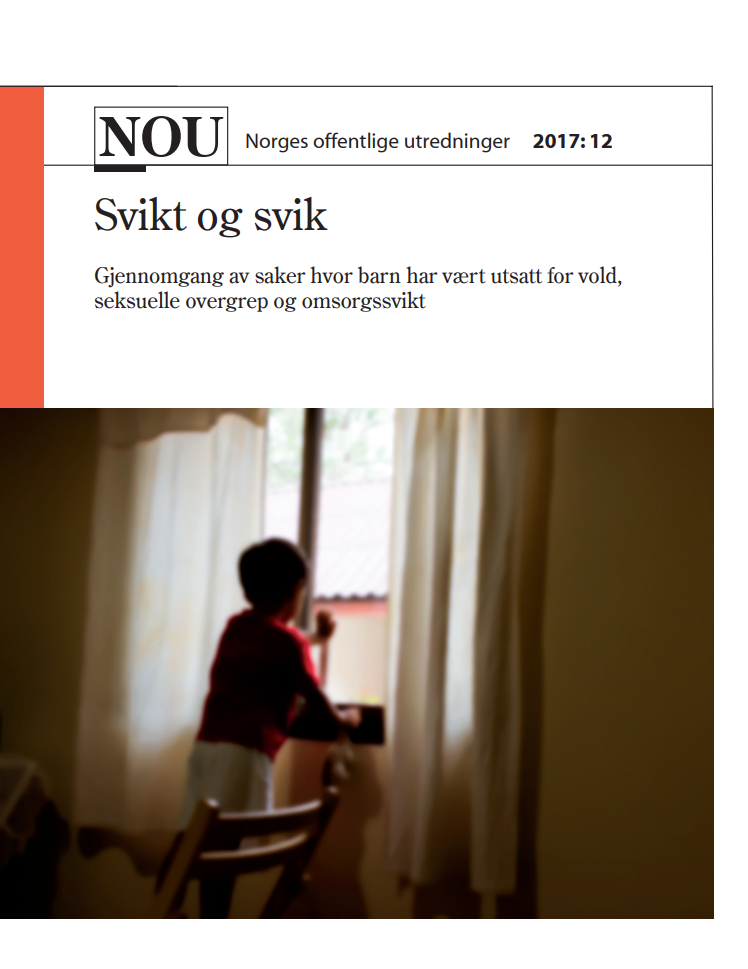 NOU Norges offentlige utredninger 2017: 12
Svikt og svik
Gjennomgang av saker hvor barn har vært utsatt for vold,
seksuelle overgrep og omsorgssvikt